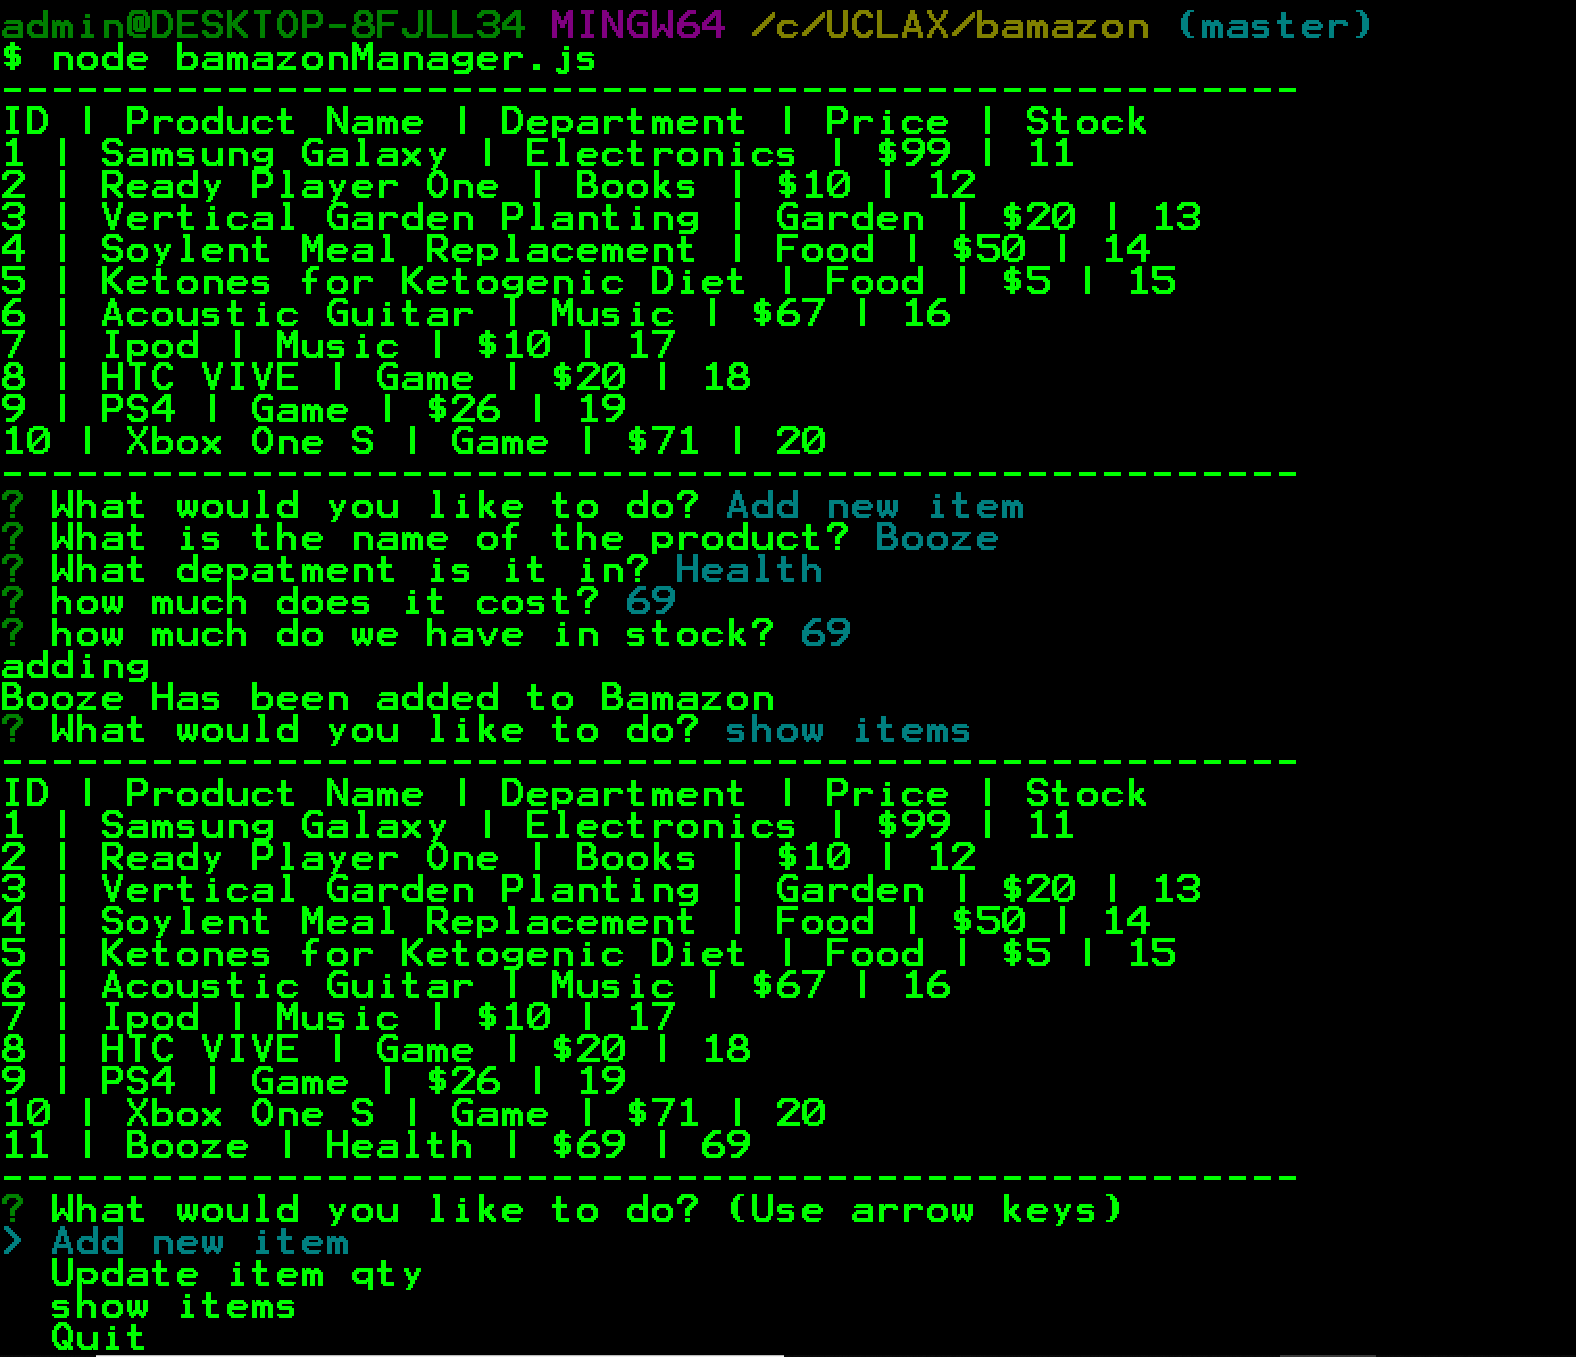 admin@DESKTOP-8FJLL34 MINGW64 /c/UCLAX/bamazon (master)
$ node bamazonManager.js
----------------------------------------------------
ID | Product Name | Department | Price | Stock
1 | Samsung Galaxy | Electronics | $99 | 11
2 | Ready Player One | Books | $10 | 12
3 | Vertical Garden Planting | Garden | $20 | 13
4 | Soylent Meal Replacement | Food | $50 | 14
5 | Ketones for Ketogenic Diet | Food | $5 | 15
6 | Acoustic Guitar | Music | $67 | 16
7 | Ipod | Music | $10 | 17
8 | HTC VIVE | Game | $20 | 18
9 | PS4 | Game | $26 | 19
10 | Xbox One S | Game | $71 | 20
----------------------------------------------------
? What would you like to do? Add new item
? What is the name of the product? Booze
? What depatment is it in? Health
? how much does it cost? 69
? how much do we have in stock? 69
adding
Booze Has been added to Bamazon
? What would you like to do? show items
----------------------------------------------------
ID | Product Name | Department | Price | Stock
1 | Samsung Galaxy | Electronics | $99 | 11
2 | Ready Player One | Books | $10 | 12
3 | Vertical Garden Planting | Garden | $20 | 13
4 | Soylent Meal Replacement | Food | $50 | 14
5 | Ketones for Ketogenic Diet | Food | $5 | 15
6 | Acoustic Guitar | Music | $67 | 16
7 | Ipod | Music | $10 | 17
8 | HTC VIVE | Game | $20 | 18
9 | PS4 | Game | $26 | 19
10 | Xbox One S | Game | $71 | 20
11 | Booze | Health | $69 | 69
----------------------------------------------------
? What would you like to do? (Use arrow keys)
> Add new item
  Update item qty
  show items
  Quit